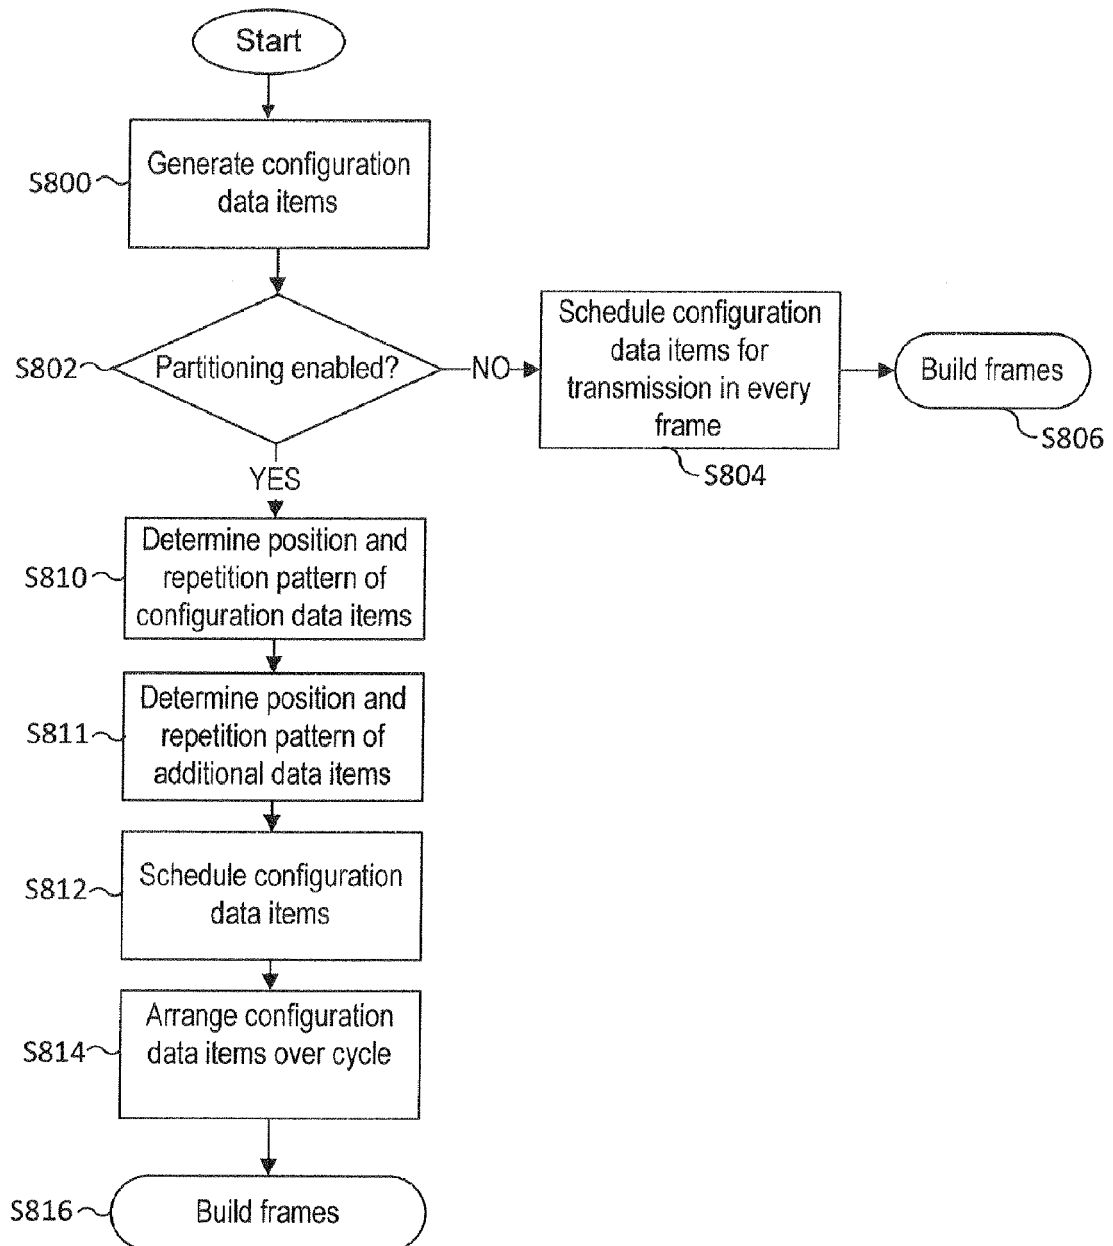 Start
S800
Generate configuration
data items
S802
Partitioning enabled?
NO
Schedule configuration
data items for
transmission in every
frame
S804
Build frames
S806
YES
S810
Determine position and
repetition pattern of
configuration data items
S811
Determine position and
repetition pattern of
additional data items
S812
Schedule configuration
data items
S814
Arrange configuration
data items over cycle
S816
Build frames